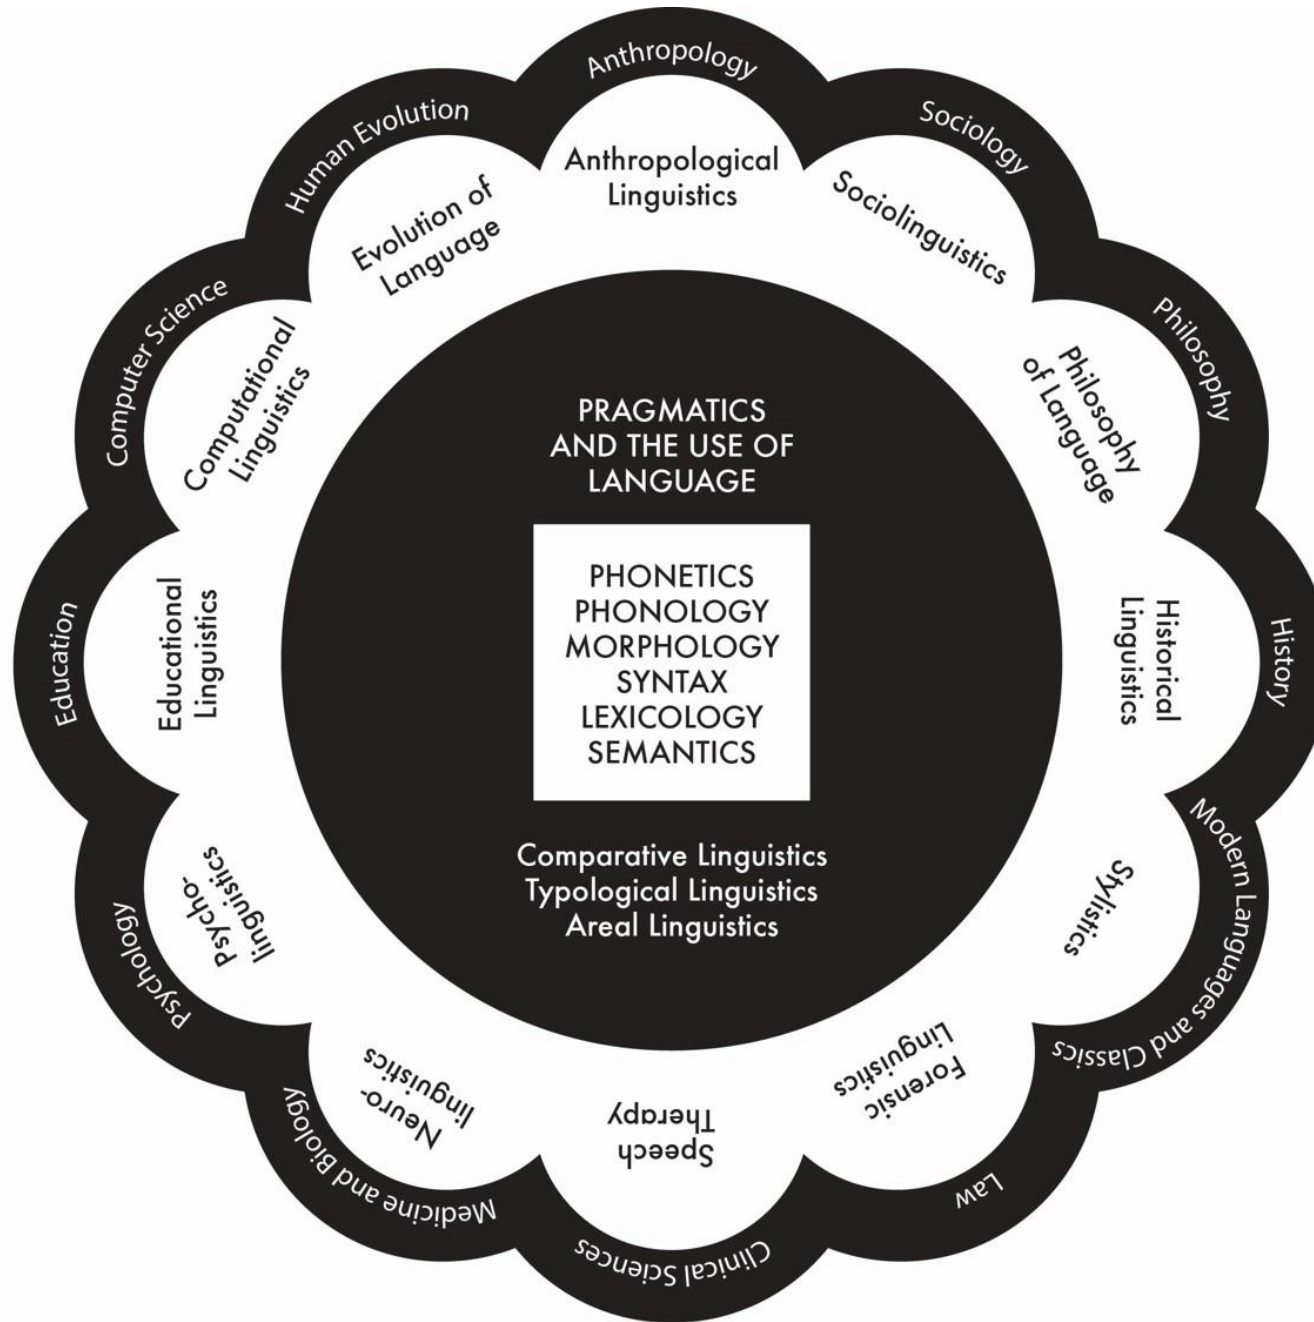 Anthropology
Anthropological
Linguistics
Sociology
Sociolinguistics
Philosophy
Philosophy
of Language
History
Historical
Linguistics
Modern Languages and Classics
Stylistics
Law
Forensic
Linguistics
Clinical Sciences
Speech
Therapy
Medicine and Biology
Neuro-
linguistics
Psychology
Psycho-
linguistics
Education
Educational
Linguistics
Computer Science
Computational
Linguistics
Human Evolution
Evolution of
Language
PRAGMATICS
AND THE USE OF
LANGUAGE
PHONETICS
PHONOLOGY
MORPHOLOGY
SYNTAX
LEXICOLOGY
SEMANTICS
Comparative Linguistics
Typological Linguistics
Areal Linguistics